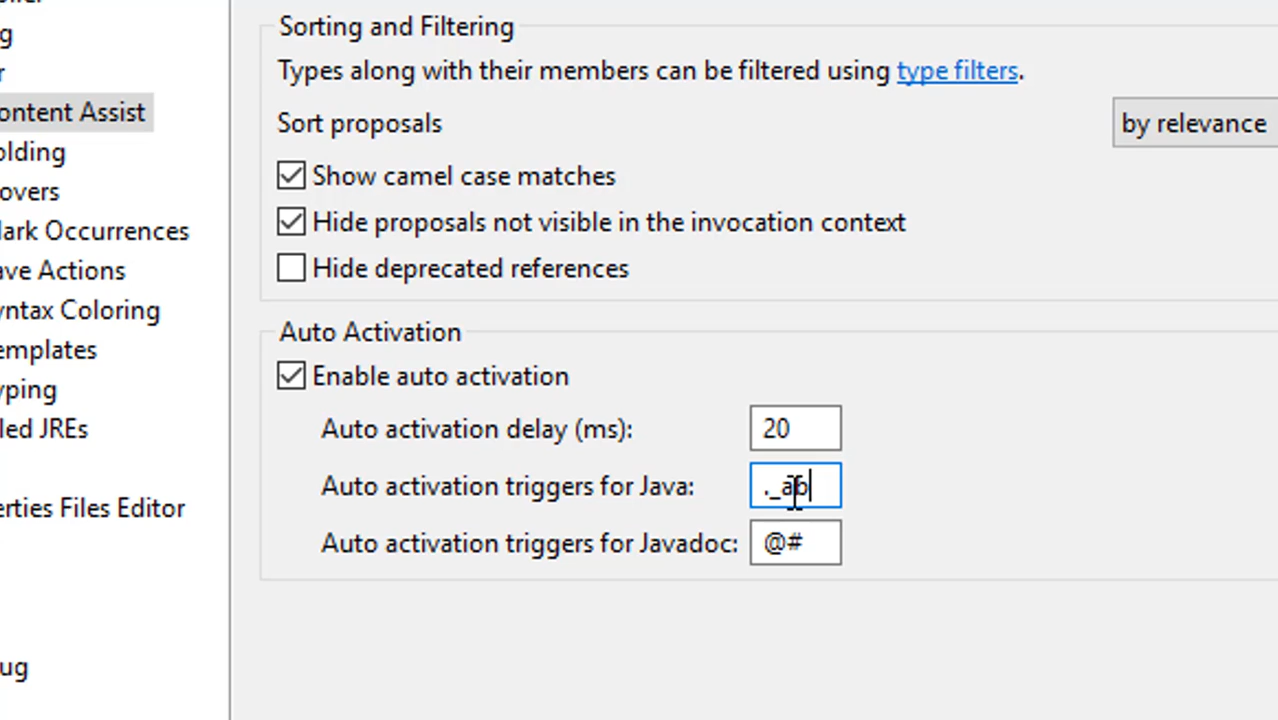 g
r
ontent Assist
olding
overs
ark Occurrences
ave Actions
yntax Coloring
emplates
yping
led JREs
erties Files Editor
ug
Sorting and Filtering
Types along with their members can be filtered using type filters.
Sort proposals
by relevance
Show camel case matches
Hide proposals not visible in the invocation context
Hide deprecated references
Auto Activation
Enable auto activation
Auto activation delay (ms): 20
Auto activation triggers for Java: ._ab
Auto activation triggers for Javadoc: @#